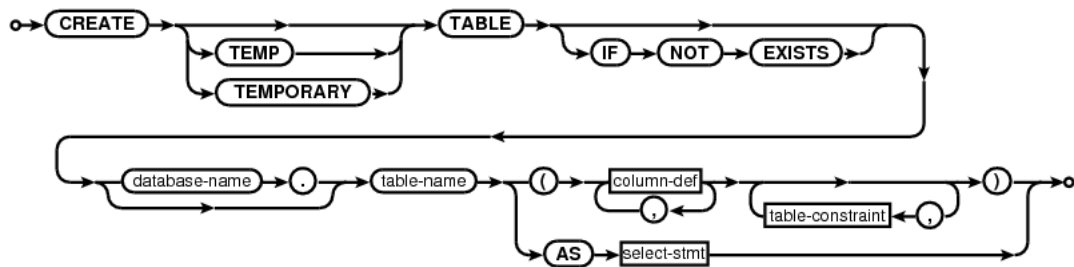 CREATE TABLE
TEMP IF NOT EXISTS
TEMPORARY
database-name . table-name ( column-def )
, table-constraint ,
AS select-stmt